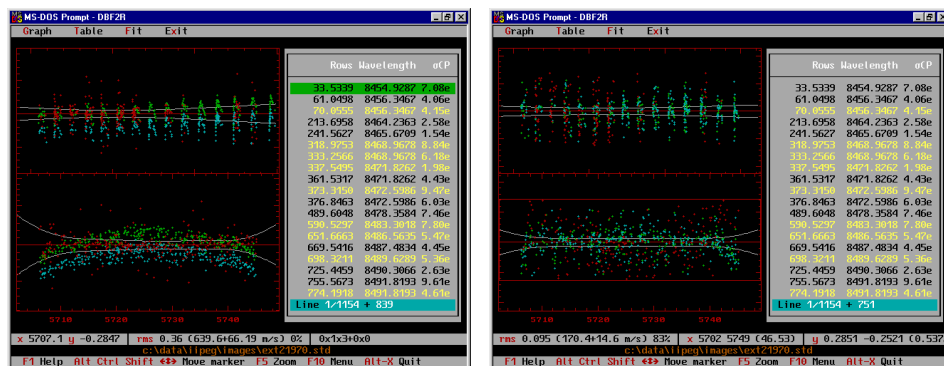 MS-DOS Prompt - DBF2R
Graph Table Fit Exit
Rows Wavelength σCP
33.5339 8454.9287 7.08e
61.0498 8456.3467 4.06e
70.0555 8456.3467 4.15e
213.6958 8464.2363 2.58e
241.5627 8465.6709 1.54e
318.9753 8468.9678 8.84e
333.2566 8468.9678 6.18e
337.5495 8471.8262 1.98e
361.5317 8471.8262 4.43e
373.3150 8472.5986 9.47e
376.8463 8472.5986 6.03e
489.6048 8478.3584 7.46e
590.5297 8483.3018 7.80e
651.6663 8486.5635 5.47e
669.5416 8487.4834 4.45e
698.3211 8489.6289 5.36e
725.4459 8490.3066 2.63e
755.5673 8491.8193 9.61e
774.1918 8491.8193 4.61e
Line 1/1154 + 839
5710 5720 5730 5740
x 5707.1 y -0.2847 rms 0.36 (639.6+66.19 m/s) 0% 0x1x3+0x0
c:\data\iipeg\images\ext21970.std
F1 Help Alt Ctrl Shift Move marker F5 Zoom F10 Menu Alt-X Quit
MS-DOS Prompt - DBF2R
Graph Table Fit Exit
Rows Wavelength σCP
33.5339 8454.9287 7.08e
61.0498 8456.3467 4.06e
70.0555 8456.3467 4.15e
213.6958 8464.2363 2.58e
241.5627 8465.6709 1.54e
318.9753 8468.9678 8.84e
333.2566 8468.9678 6.18e
337.5495 8471.8262 1.98e
361.5317 8471.8262 4.43e
373.3150 8472.5986 9.47e
376.8463 8472.5986 6.03e
489.6048 8478.3584 7.46e
590.5297 8483.3018 7.80e
651.6663 8486.5635 5.47e
669.5416 8487.4834 4.45e
698.3211 8489.6289 5.36e
725.4459 8490.3066 2.63e
755.5673 8491.8193 9.61e
774.1918 8491.8193 4.61e
Line 1/1154 + 751
5710 5720 5730 5740
rms 0.095 (170.4+14.6 m/s) 83% x 5702 5749 (46.53) y 0.2851 -0.2521 (0.537
c:\data\iipeg\images\ext21970.std
F1 Help Alt Ctrl Shift Move marker F5 Zoom F10 Menu Alt-X Quit